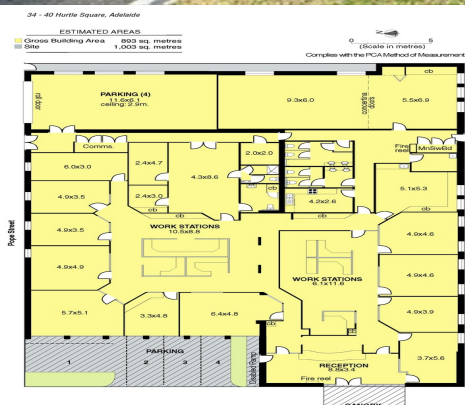 34 - 40 Hurtle Square, Adelaide
ESTIMATED AREAS
Gross Building Area 893 sq. metres
Site 1,003 sq. metres
0 5
(Scale in metres)
Complies with the PCA Method of Measurement
cb
roll door
PARKING (4)
11.6x6.1
ceiling: 2.9m.
9.3x6.0
concertina
doors
5.5x6.9
Comms.
2.0x2.0
Fire
reel
MnSwBd
6.0x3.0
2.4x4.7
4.3x8.6
5.1x5.3
2.4x3.0
cb
4.2x2.6
4.9x3.5
cb
cb
cb
cb
WORK STATIONS
10.5x8.8
4.9x3.5
4.9x4.6
Pope Street
4.9x4.9
WORK STATIONS
6.1x11.6
4.9x4.6
5.7x5.1
3.3x4.8
6.4x4.8
4.9x3.9
cb
cb
PARKING
1 2 3 4
Disabled Ramp
RECEPTION
8.8x3.4
3.7x5.6
Fire reel
CANOPY